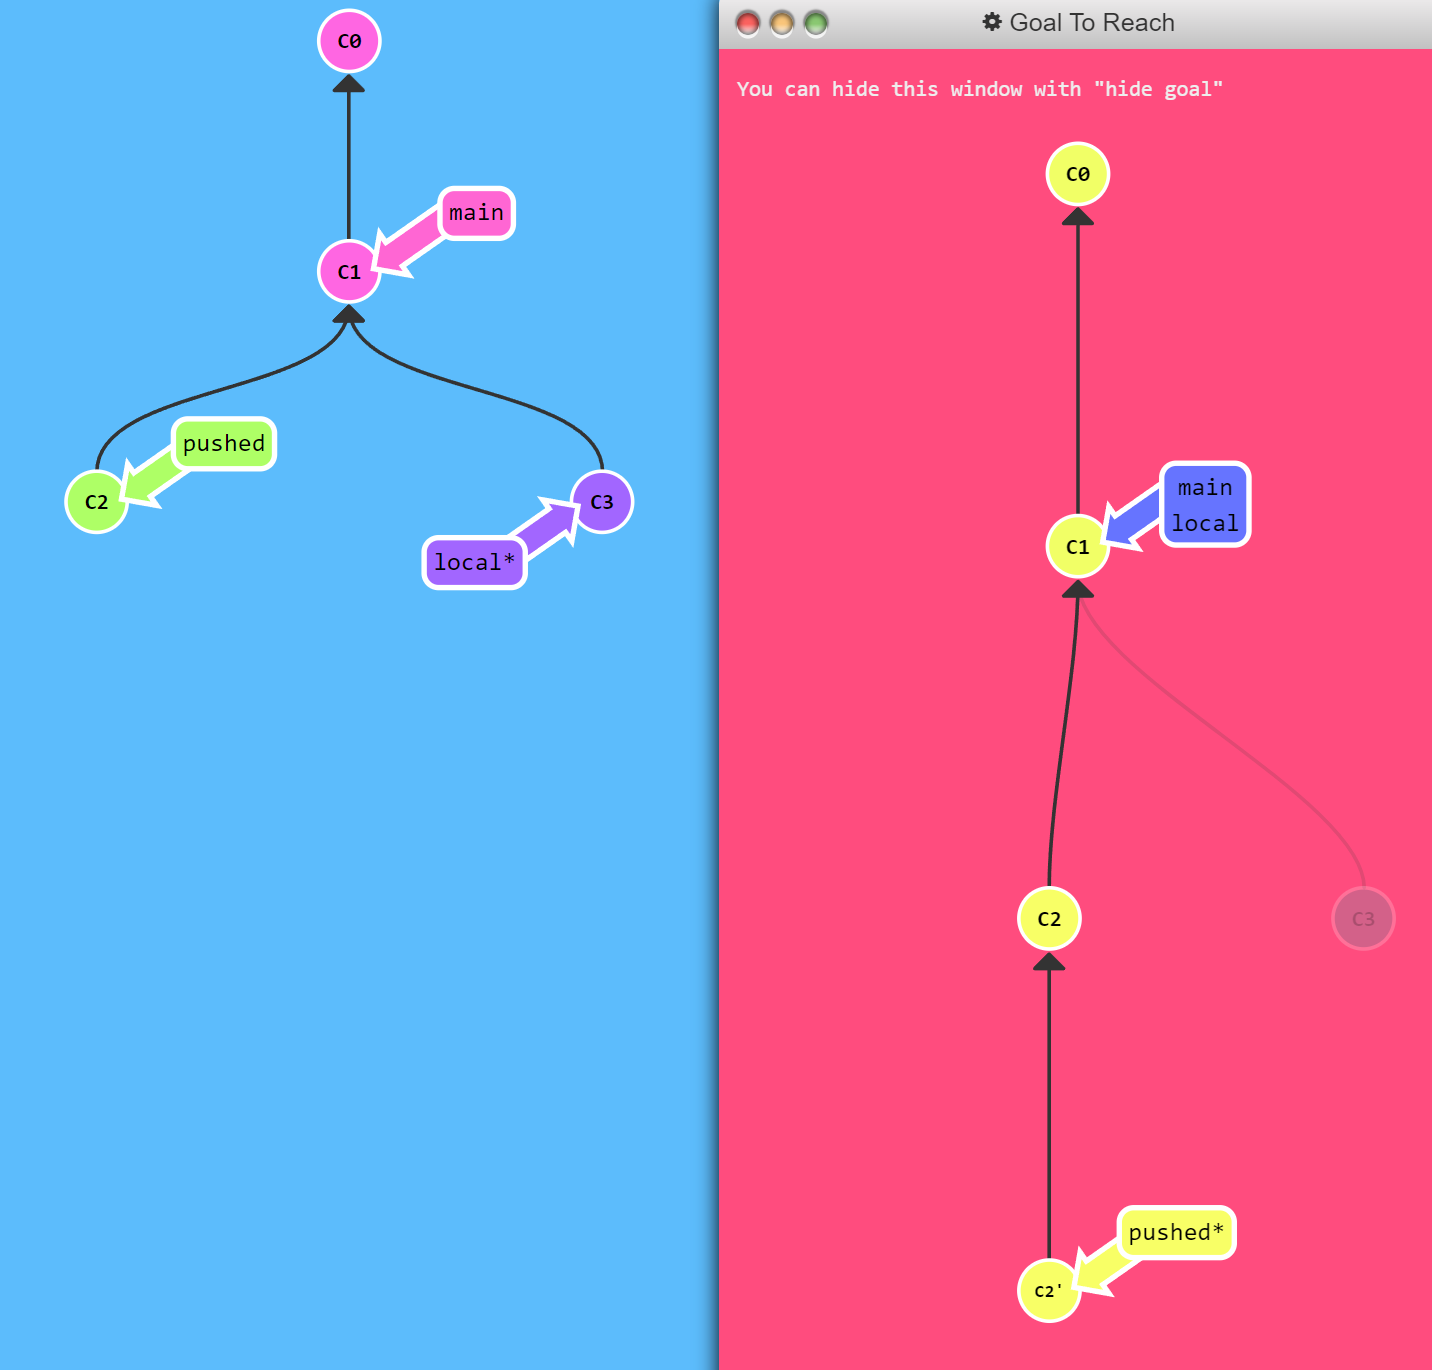 C0
main
C1
pushed
C2
C3
local*
Goal To Reach
You can hide this window with "hide goal"
C0
main
local
C1
C2
C3
pushed*
C2'